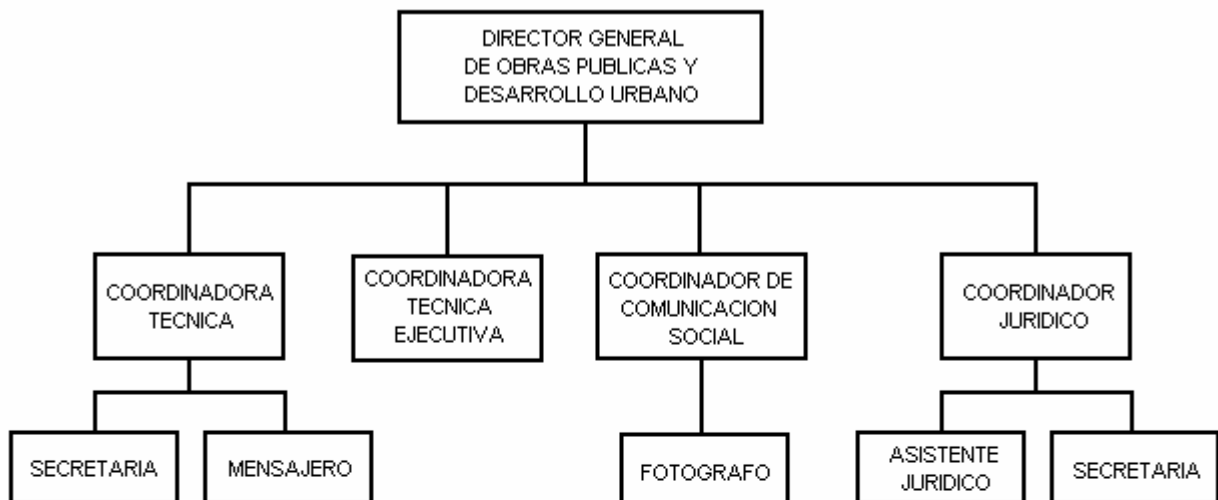 DIRECTOR GENERAL
DE OBRAS PUBLICAS Y
DESARROLLO URBANO
COORDINADORA
TECNICA
COORDINADORA
TECNICA
EJECUTIVA
COORDINADOR DE
COMUNICACION
SOCIAL
COORDINADOR
JURIDICO
SECRETARIA
MENSAJERO
FOTOGRAFO
ASISTENTE
JURIDICO
SECRETARIA